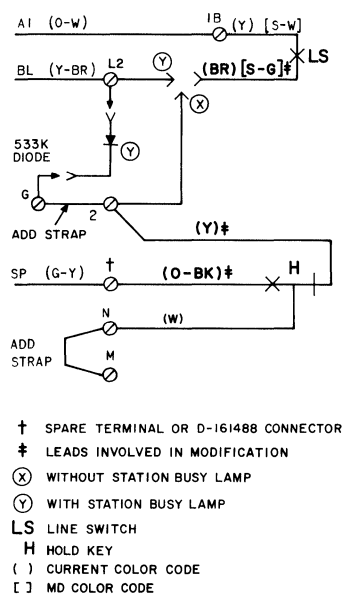 A1 (O-W) 1B (Y) [S-W]
LS
BL (Y-BR) L2 Y (BR)[S-G]‡
X
533K
DIODE
Y
G
2
ADD STRAP
(Y)‡
SP (G-Y) † (O-BK)‡ H
N (W)
ADD
STRAP
M
† SPARE TERMINAL OR D-161488 CONNECTOR
‡ LEADS INVOLVED IN MODIFICATION
X WITHOUT STATION BUSY LAMP
Y WITH STATION BUSY LAMP
LS LINE SWITCH
H HOLD KEY
( ) CURRENT COLOR CODE
[ ] MD COLOR CODE